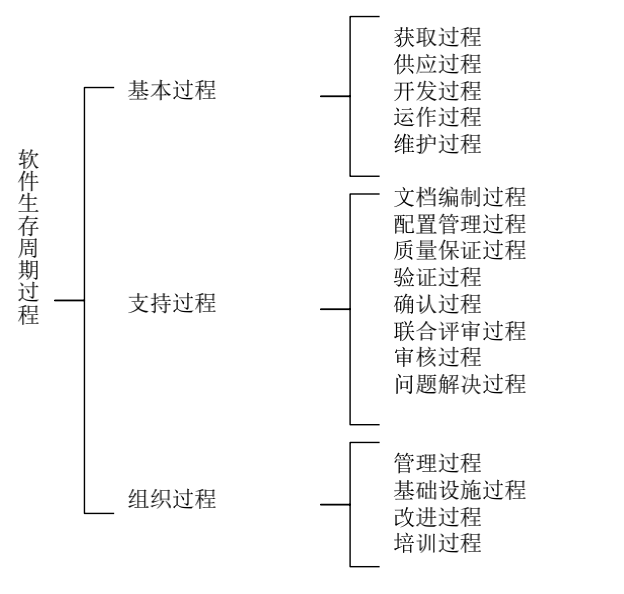 软件生存周期过程
基本过程
获取过程
供应过程
开发过程
运作过程
维护过程
支持过程
文档编制过程
配置管理过程
质量保证过程
验证过程
确认过程
联合评审过程
审核过程
问题解决过程
组织过程
管理过程
基础设施过程
改进过程
培训过程